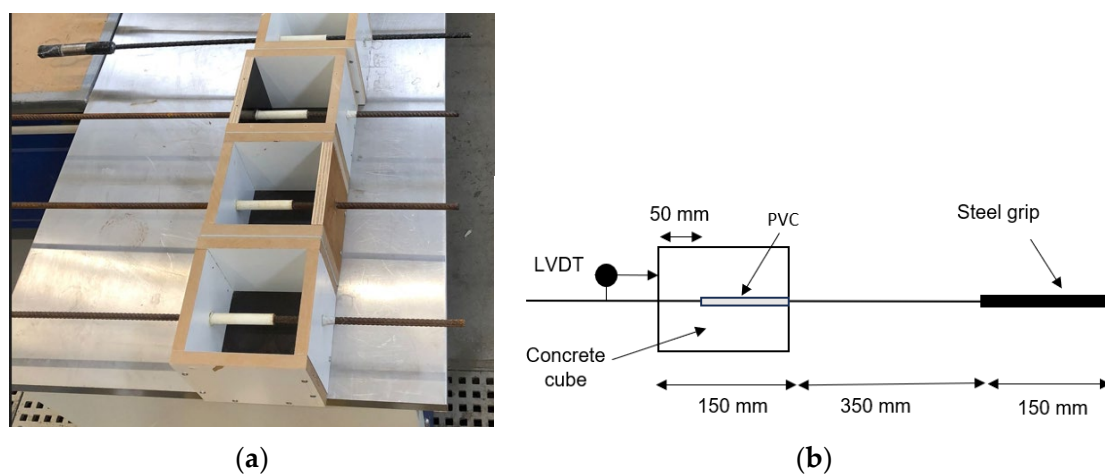 50 mm
PVC
Steel grip
LVDT
Concrete
cube
150 mm
350 mm
150 mm
(a)
(b)